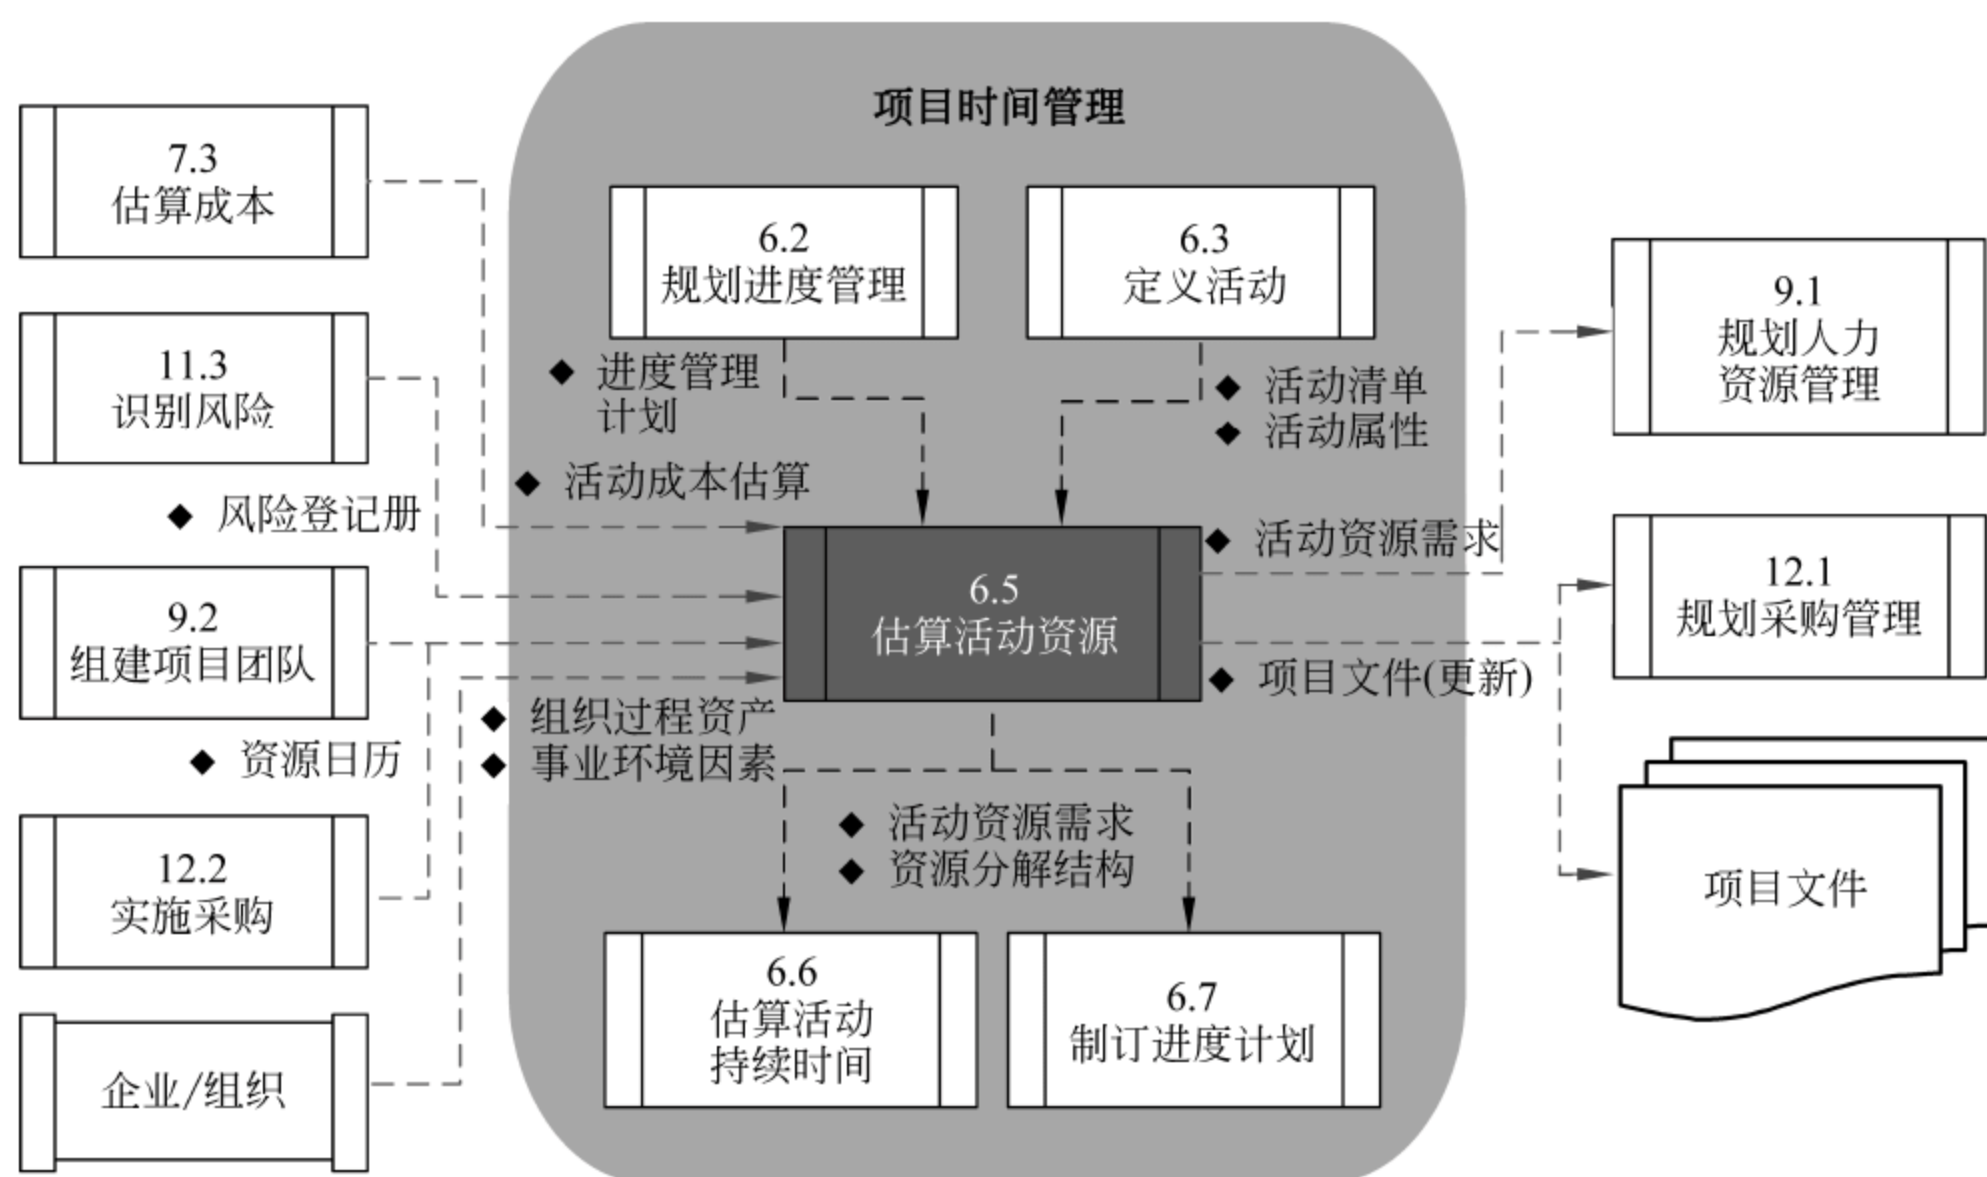 项目时间管理
7.3
估算成本
11.3
识别风险
◆ 风险登记册
9.2
组建项目团队
◆ 资源日历
12.2
实施采购
企业/组织
6.2
规划进度管理
6.3
定义活动
◆ 进度管理
计划
◆ 活动清单
◆ 活动属性
◆ 活动成本估算
6.5
估算活动资源
◆ 组织过程资产
◆ 事业环境因素
◆ 活动资源需求
◆ 项目文件(更新)
◆ 活动资源需求
◆ 资源分解结构
6.6
估算活动
持续时间
6.7
制订进度计划
9.1
规划人力
资源管理
12.1
规划采购管理
项目文件